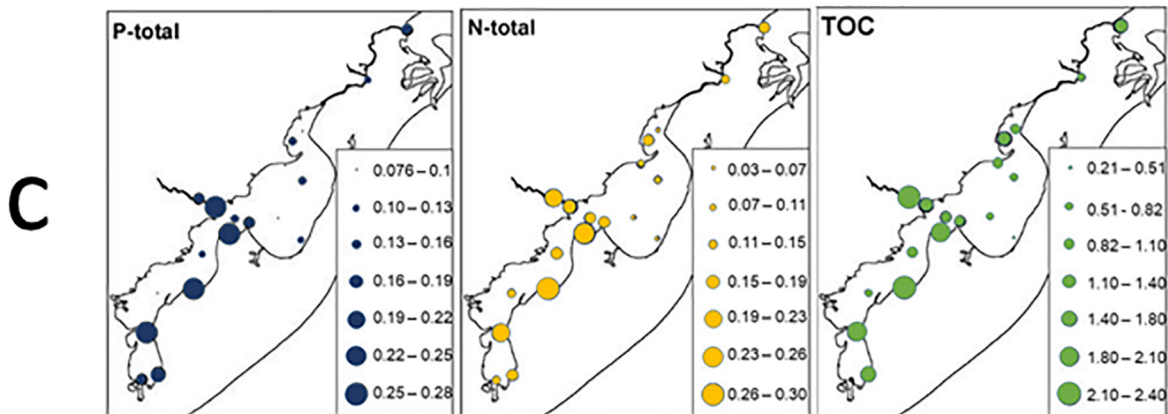 C
P-total
0.076 – 0.1
0.10 – 0.13
0.13 – 0.16
0.16 – 0.19
0.19 – 0.22
0.22 – 0.25
0.25 – 0.28
N-total
0.03 – 0.07
0.07 – 0.11
0.11 – 0.15
0.15 – 0.19
0.19 – 0.23
0.23 – 0.26
0.26 – 0.30
TOC
0.21 – 0.51
0.51 – 0.82
0.82 – 1.10
1.10 – 1.40
1.40 – 1.80
1.80 – 2.10
2.10 – 2.40